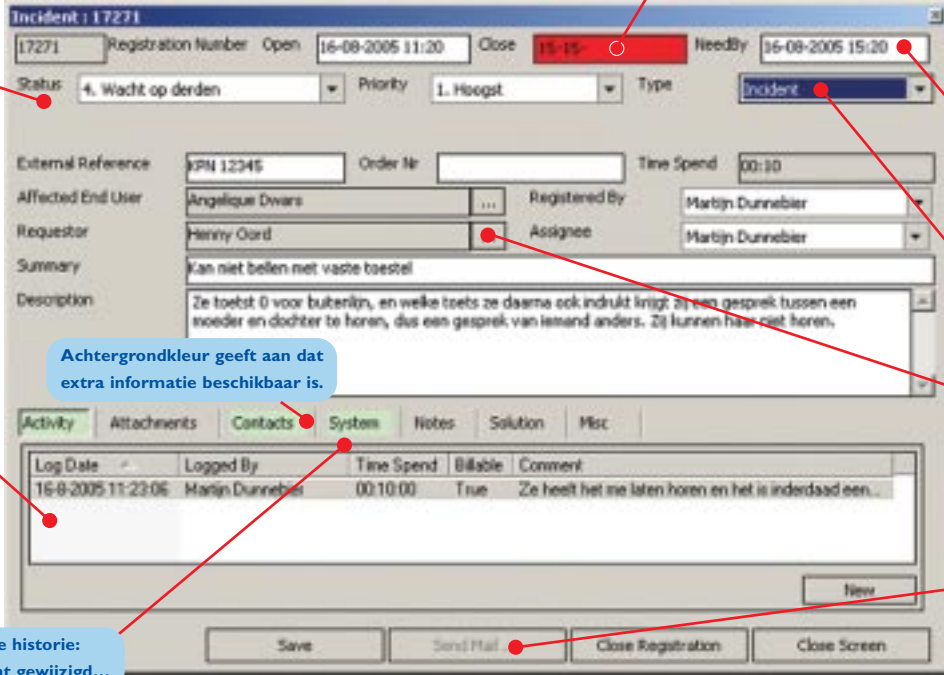 Incident : 17271
17271 Registration Number Open 16-08-2005 11:20 Close 15-15- NeedBy 16-08-2005 15:20
Status 4. Wacht op derden Priority 1. Hoogst Type Incident
External Reference KPN 12345 Order Nr Time Spend 00:10
Affected End User Angelique Dwars ... Registered By Martijn Dunnebier
Requestor Henny Oord Assignee Martijn Dunnebier
Summary Kan niet bellen met vaste toestel
Description Ze toetst 0 voor buitenlijn, en welke toets ze daarna ook indrukt krijgt zij een gesprek tussen een
moeder en dochter te horen, dus een gesprek van iemand anders. Zij kunnen haar niet horen.
Achtergrondkleur geeft aan dat
extra informatie beschikbaar is.
Activity Attachments Contacts System Notes Solution Misc
Log Date Logged By Time Spend Billable Comment
16-8-2005 11:23:06 Martijn Dunnebier 00:10:00 True Ze heeft het me laten horen en het is inderdaad een...
New
Save Send Mail Close Registration Close Screen
e historie:
nt gewijzigd...